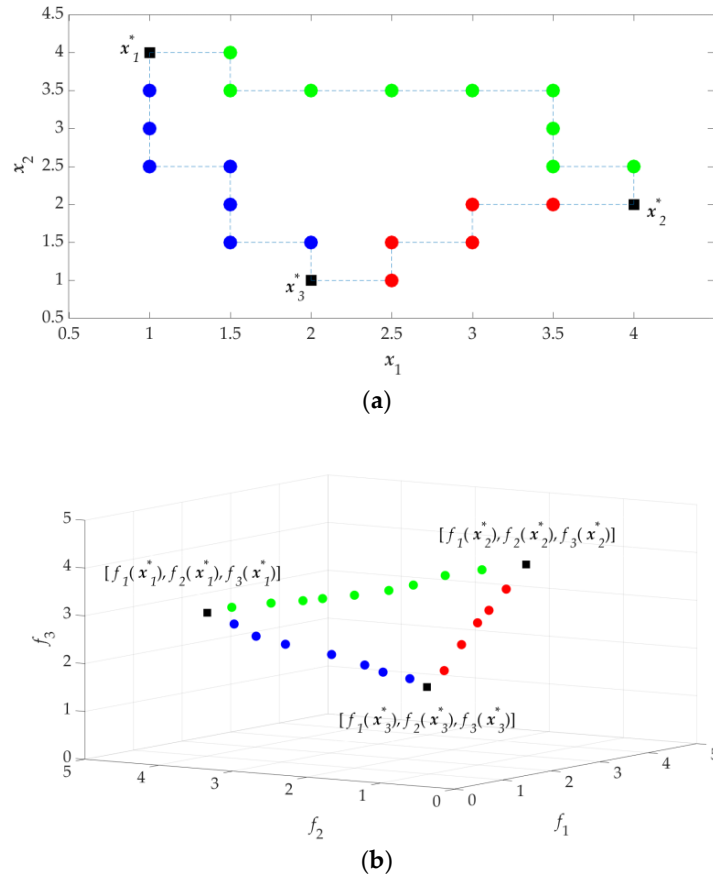 4.5
4
3.5
3
2.5
2
1.5
1
0.5
x₂
x*₁
x*₂
x*₃
0.5 1 1.5 2 2.5 3 3.5 4
x₁
(a)
5
4
3
2
1
0
f₃
[f₁(x*₂), f₂(x*₂), f₃(x*₂)]
[f₁(x*₁), f₂(x*₁), f₃(x*₁)]
[f₁(x*₃), f₂(x*₃), f₃(x*₃)]
5 4 3 2 1 0
f₂
0 1 2 3 4 5
f₁
(b)